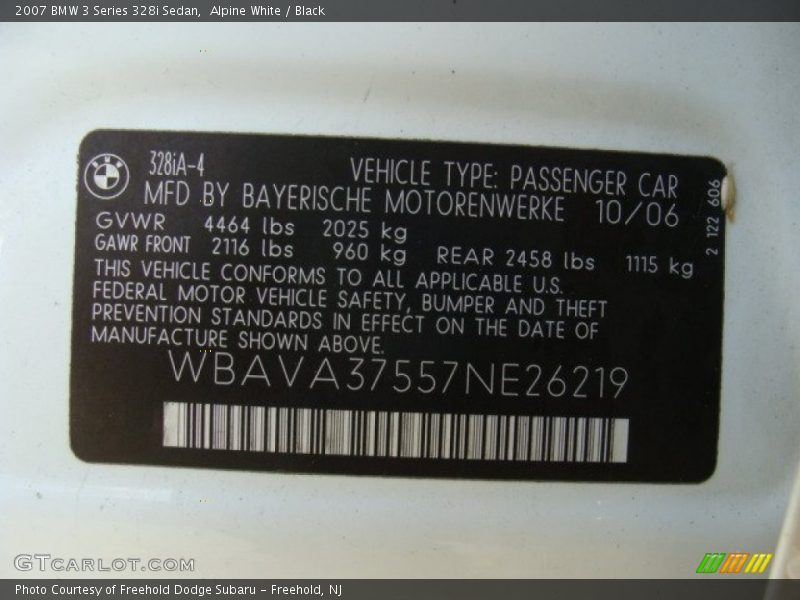 2007 BMW 3 Series 328i Sedan,  Alpine White / Black
328iA-4
VEHICLE TYPE: PASSENGER CAR
MFD BY BAYERISCHE MOTORENWERKE 10/06
GVWR 4464 lbs 2025 kg
GAWR FRONT 2116 lbs 960 kg REAR 2458 lbs 1115 kg
THIS VEHICLE CONFORMS TO ALL APPLICABLE U.S.
FEDERAL MOTOR VEHICLE SAFETY, BUMPER AND THEFT
PREVENTION STANDARDS IN EFFECT ON THE DATE OF
MANUFACTURE SHOWN ABOVE.
WBAVA37557NE26219
2 122 606
GTCARLOT.COM
Photo Courtesy of Freehold Dodge Subaru - Freehold, NJ